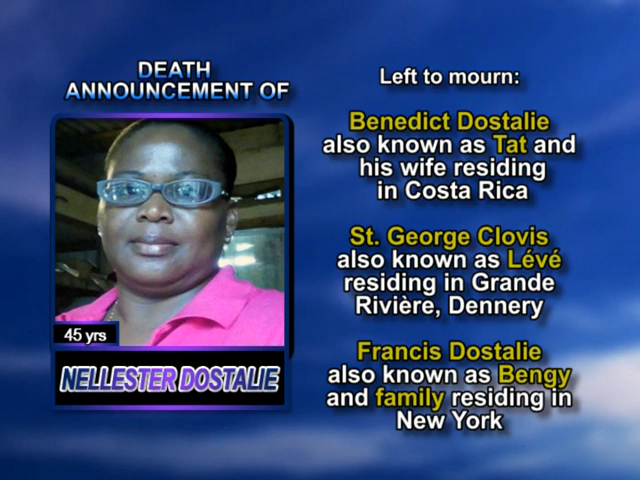 DEATH
ANNOUNCEMENT OF
45 yrs
NELLESTER DOSTALIE
Left to mourn:
Benedict Dostalie
also known as Tat and
his wife residing
in Costa Rica
St. George Clovis
also known as Lévé
residing in Grande
Rivière, Dennery
Francis Dostalie
also known as Bengy
and family residing in
New York